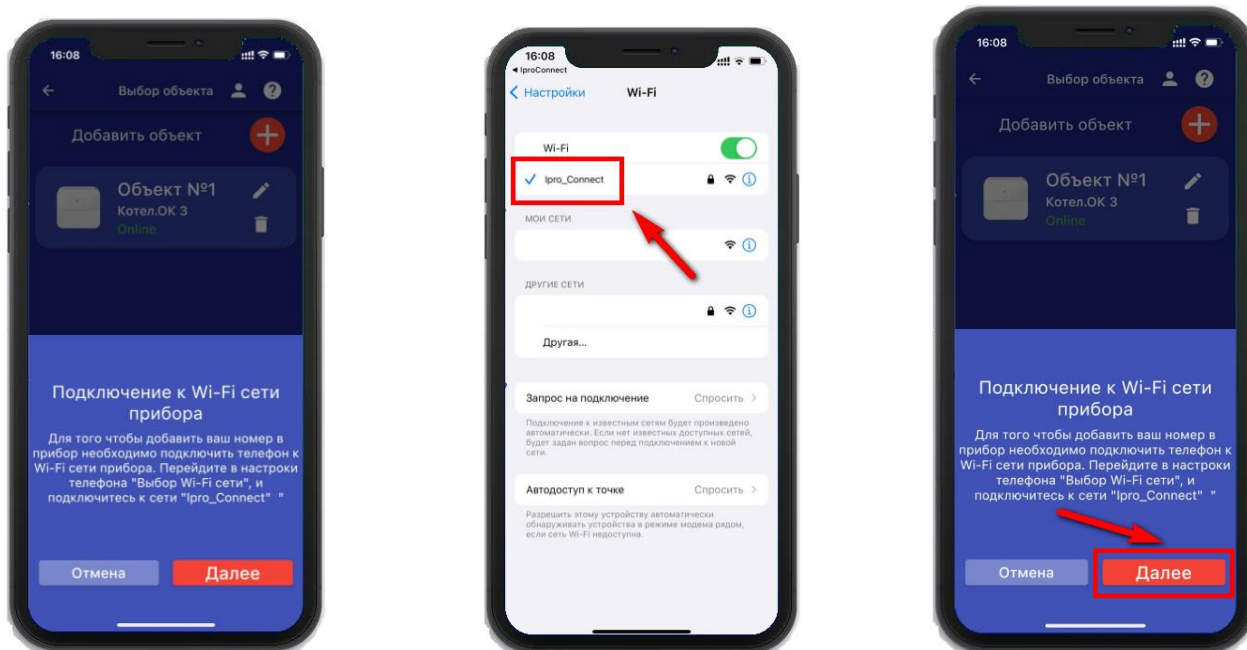 16:08
Выбор объекта
Добавить объект
Объект №1
Котел.ОК 3
Online
Подключение к Wi-Fi сети
прибора
Для того чтобы добавить ваш номер в
прибор необходимо подключить телефон к
Wi-Fi сети прибора. Перейдите в настроки
телефона "Выбор Wi-Fi сети", и
подключитесь к сети "Ipro_Connect" "
Отмена
Далее
16:08
IproConnect
Настройки
Wi-Fi
Wi-Fi
Ipro_Connect
МОИ СЕТИ
ДРУГИЕ СЕТИ
Другая...
Запрос на подключение
Спросить
Подключение к известным сетям будет произведено
автоматически. Если нет известных доступных сетей,
будет задан вопрос перед подключением к новой
сети.
Автодоступ к точке
Спросить
Разрешить этому устройству автоматически
обнаруживать устройства в режиме модема рядом,
если сеть Wi-Fi недоступна.
16:08
Выбор объекта
Добавить объект
Объект №1
Котел.ОК 3
Online
Подключение к Wi-Fi сети
прибора
Для того чтобы добавить ваш номер в
прибор необходимо подключить телефон к
Wi-Fi сети прибора. Перейдите в настроки
телефона "Выбор Wi-Fi сети", и
подключитесь к сети "Ipro_Connect" "
Отмена
Далее